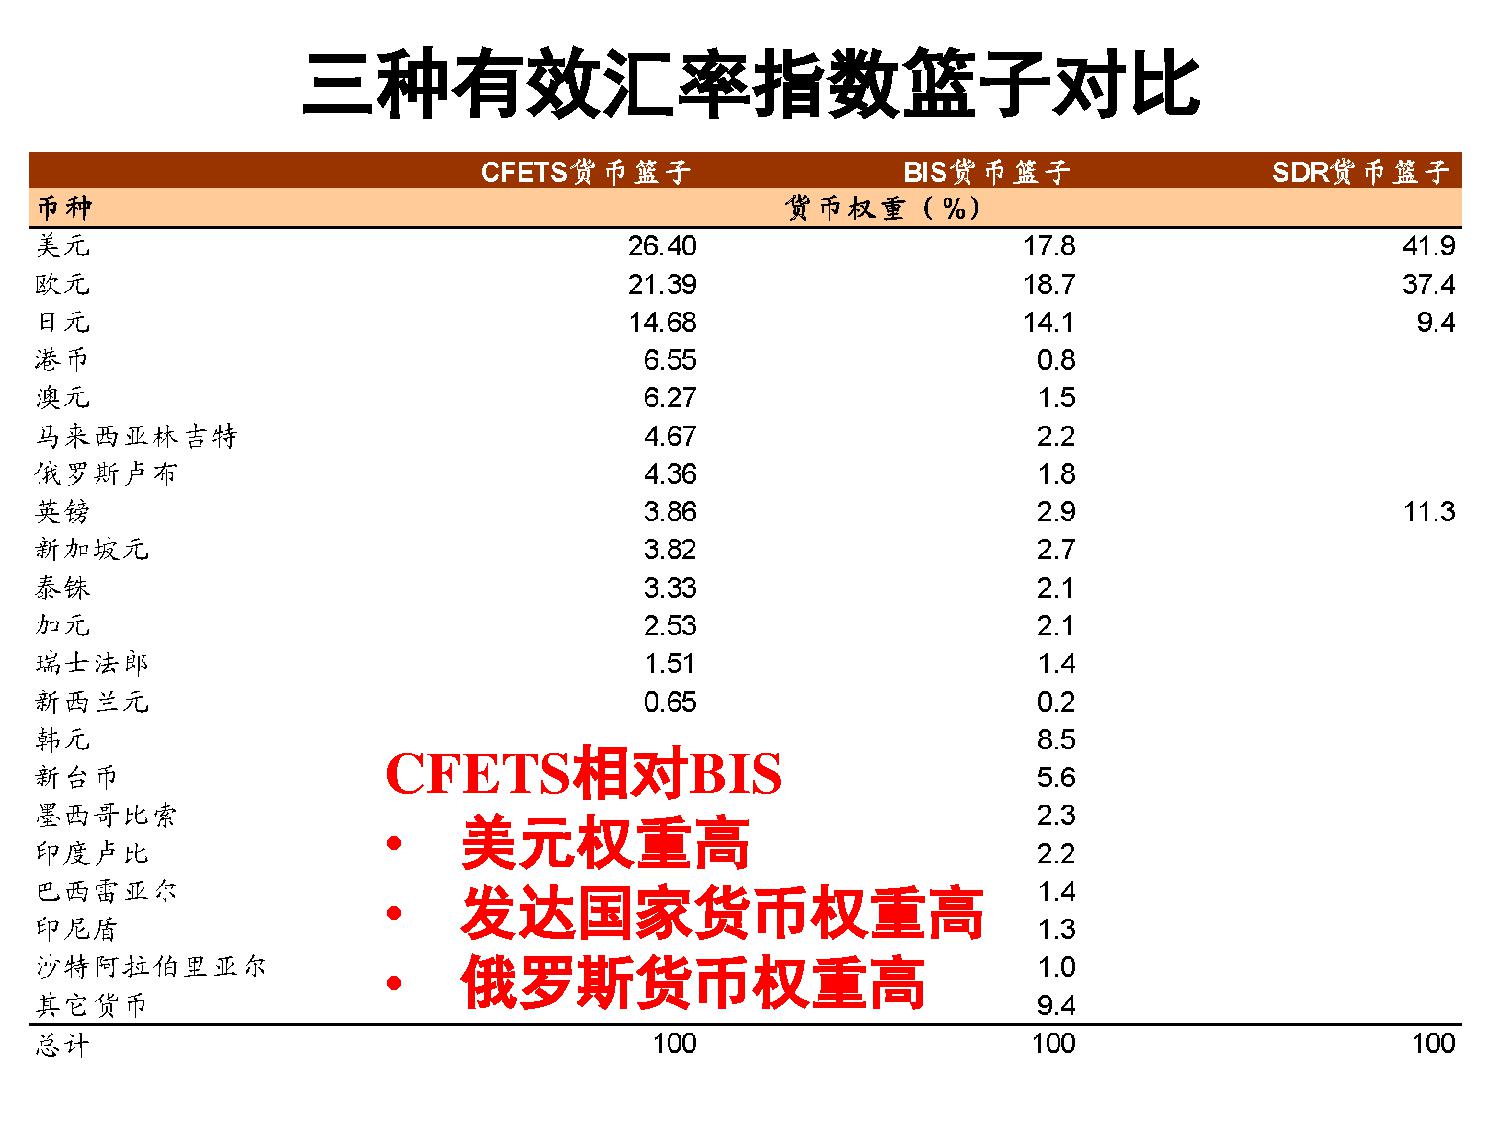 三种有效汇率指数篮子对比
CFETS货币篮子 BIS货币篮子 SDR货币篮子
币种 货币权重（%）
美元 26.40 17.8 41.9
欧元 21.39 18.7 37.4
日元 14.68 14.1 9.4
港币 6.55 0.8
澳元 6.27 1.5
马来西亚林吉特 4.67 2.2
俄罗斯卢布 4.36 1.8
英镑 3.86 2.9 11.3
新加坡元 3.82 2.7
泰铢 3.33 2.1
加元 2.53 2.1
瑞士法郎 1.51 1.4
新西兰元 0.65 0.2
韩元 8.5
新台币 5.6
墨西哥比索 2.3
印度卢比 2.2
巴西雷亚尔 1.4
印尼盾 1.3
沙特阿拉伯里亚尔 1.0
其它货币 9.4
总计 100 100 100
CFETS相对BIS
• 美元权重高
• 发达国家货币权重高
• 俄罗斯货币权重高